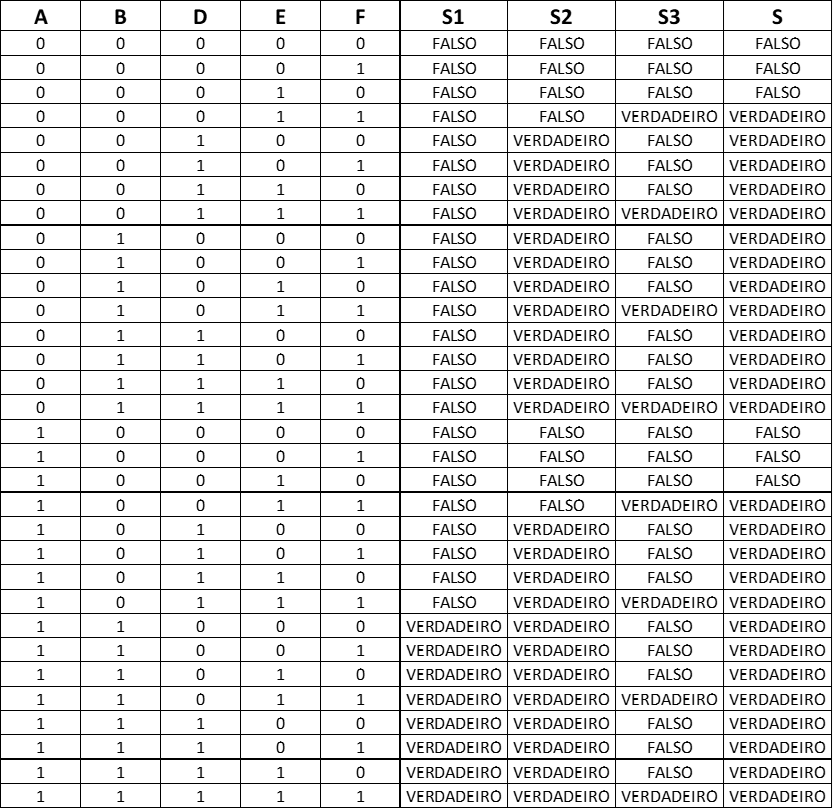 A B D E F S1 S2 S3 S
0 0 0 0 0 FALSO FALSO FALSO FALSO
0 0 0 0 1 FALSO FALSO FALSO FALSO
0 0 0 1 0 FALSO FALSO FALSO FALSO
0 0 0 1 1 FALSO FALSO VERDADEIRO VERDADEIRO
0 0 1 0 0 FALSO VERDADEIRO FALSO VERDADEIRO
0 0 1 0 1 FALSO VERDADEIRO FALSO VERDADEIRO
0 0 1 1 0 FALSO VERDADEIRO FALSO VERDADEIRO
0 0 1 1 1 FALSO VERDADEIRO VERDADEIRO VERDADEIRO
0 1 0 0 0 FALSO VERDADEIRO FALSO VERDADEIRO
0 1 0 0 1 FALSO VERDADEIRO FALSO VERDADEIRO
0 1 0 1 0 FALSO VERDADEIRO FALSO VERDADEIRO
0 1 0 1 1 FALSO VERDADEIRO VERDADEIRO VERDADEIRO
0 1 1 0 0 FALSO VERDADEIRO FALSO VERDADEIRO
0 1 1 0 1 FALSO VERDADEIRO FALSO VERDADEIRO
0 1 1 1 0 FALSO VERDADEIRO FALSO VERDADEIRO
0 1 1 1 1 FALSO VERDADEIRO VERDADEIRO VERDADEIRO
1 0 0 0 0 FALSO FALSO FALSO FALSO
1 0 0 0 1 FALSO FALSO FALSO FALSO
1 0 0 1 0 FALSO FALSO FALSO FALSO
1 0 0 1 1 FALSO FALSO VERDADEIRO VERDADEIRO
1 0 1 0 0 FALSO VERDADEIRO FALSO VERDADEIRO
1 0 1 0 1 FALSO VERDADEIRO FALSO VERDADEIRO
1 0 1 1 0 FALSO VERDADEIRO FALSO VERDADEIRO
1 0 1 1 1 FALSO VERDADEIRO VERDADEIRO VERDADEIRO
1 1 0 0 0 VERDADEIRO VERDADEIRO FALSO VERDADEIRO
1 1 0 0 1 VERDADEIRO VERDADEIRO FALSO VERDADEIRO
1 1 0 1 0 VERDADEIRO VERDADEIRO FALSO VERDADEIRO
1 1 0 1 1 VERDADEIRO VERDADEIRO VERDADEIRO VERDADEIRO
1 1 1 0 0 VERDADEIRO VERDADEIRO FALSO VERDADEIRO
1 1 1 0 1 VERDADEIRO VERDADEIRO FALSO VERDADEIRO
1 1 1 1 0 VERDADEIRO VERDADEIRO FALSO VERDADEIRO
1 1 1 1 1 VERDADEIRO VERDADEIRO VERDADEIRO VERDADEIRO